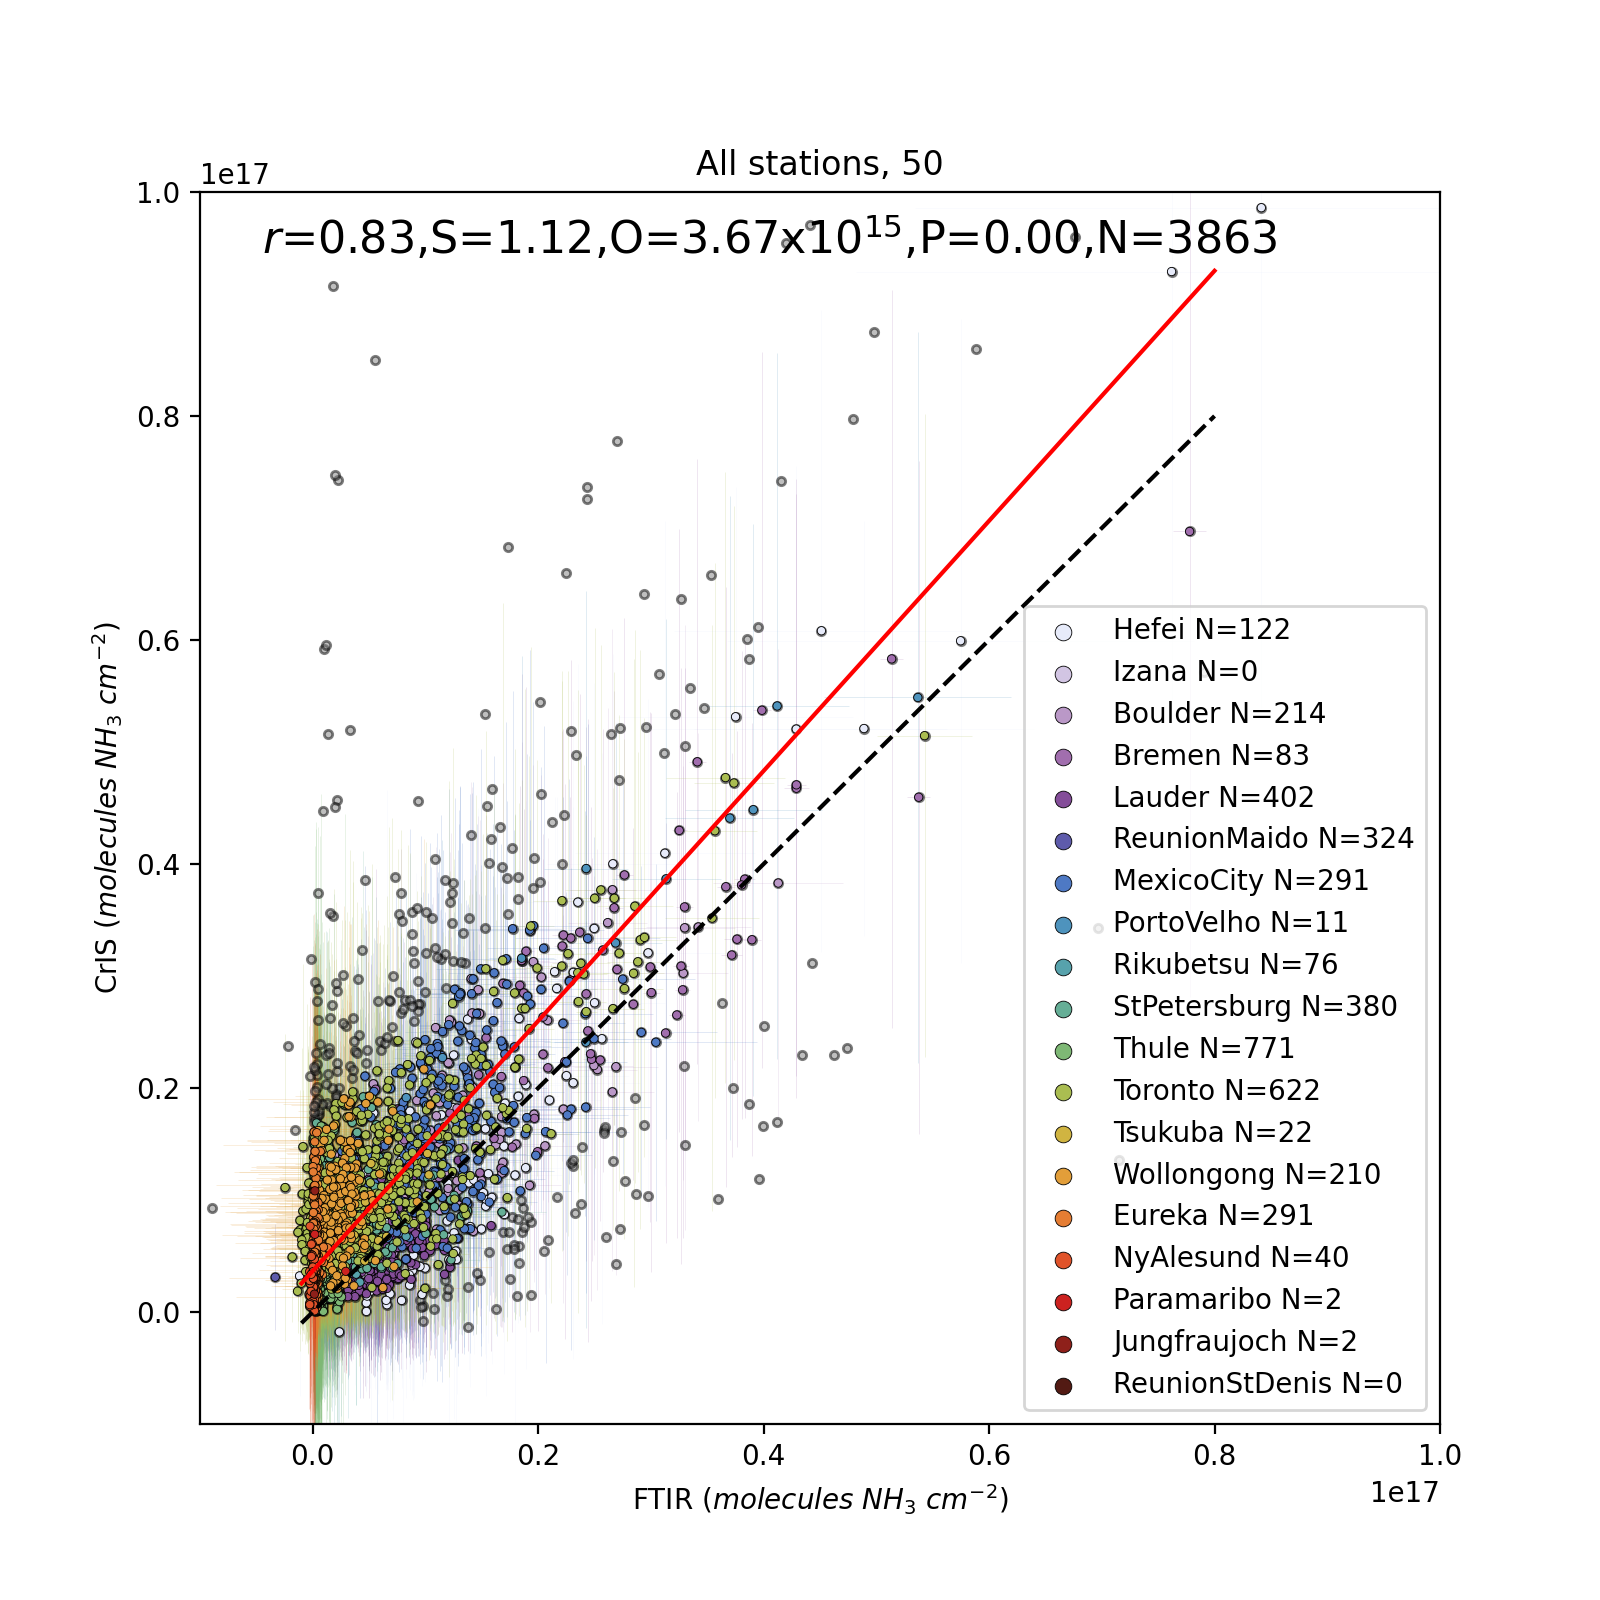 All stations, 50
1e17
r=0.83,S=1.12,O=3.67x10¹⁵,P=0.00,N=3863
1.0
0.8
0.6
0.4
0.2
0.0
CrIS (molecules NH₃ cm⁻²)
Hefei N=122
Izana N=0
Boulder N=214
Bremen N=83
Lauder N=402
ReunionMaido N=324
MexicoCity N=291
PortoVelho N=11
Rikubetsu N=76
StPetersburg N=380
Thule N=771
Toronto N=622
Tsukuba N=22
Wollongong N=210
Eureka N=291
NyAlesund N=40
Paramaribo N=2
Jungfraujoch N=2
ReunionStDenis N=0
0.0 0.2 0.4 0.6 0.8 1.0
1e17
FTIR (molecules NH₃ cm⁻²)